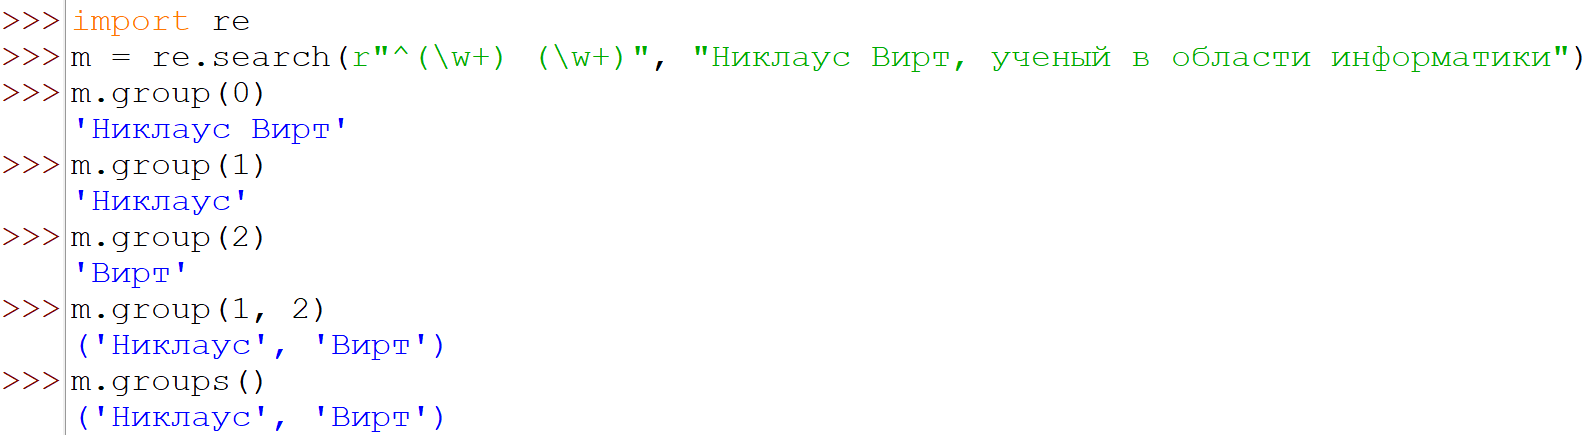 >>> import re
>>> m = re.search(r"^(\w+) (\w+)", "Никлаус Вирт, ученый в области информатики")
>>> m.group(0)
'Никлаус Вирт'
>>> m.group(1)
'Никлаус'
>>> m.group(2)
'Вирт'
>>> m.group(1, 2)
('Никлаус', 'Вирт')
>>> m.groups()
('Никлаус', 'Вирт')